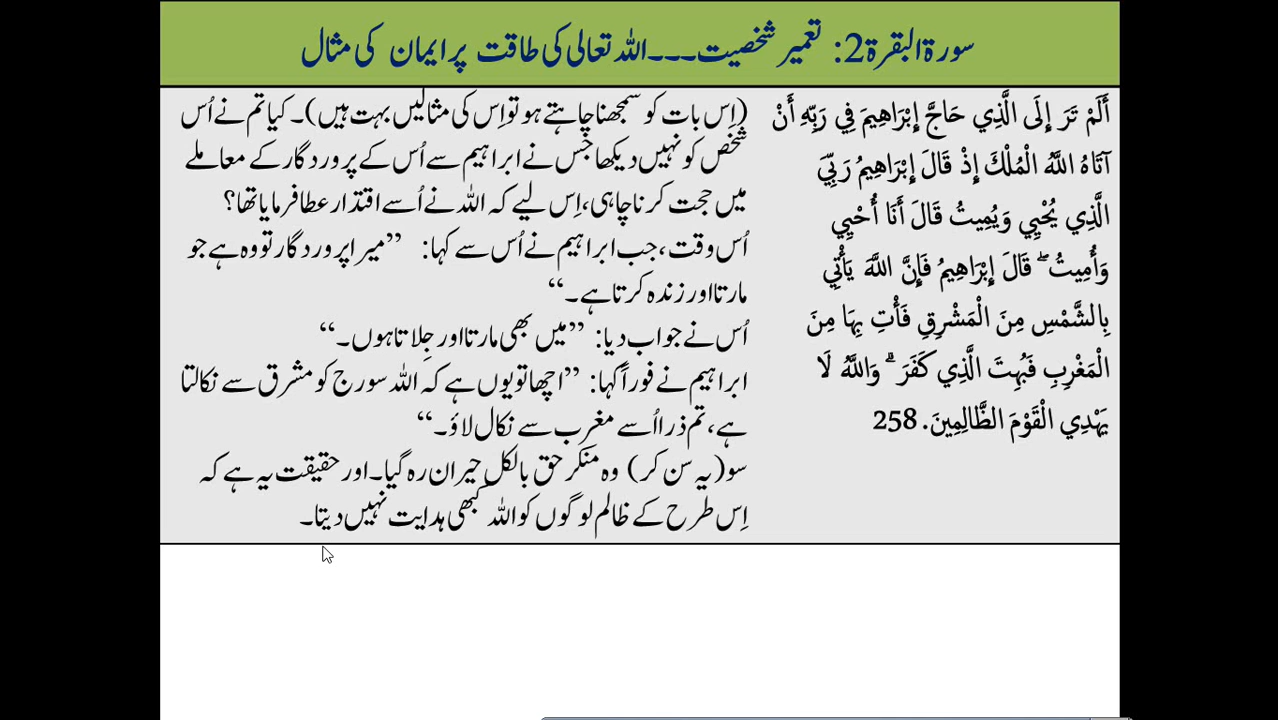 سورۃ البقرۃ 2: تعمیر شخصیت۔۔۔اللہ تعالی کی طاقت پر ایمان کی مثال
أَلَمْ تَرَ إِلَى الَّذِي حَاجَّ إِبْرَاهِيمَ فِي رَبِّهِ أَنْ
آتَاهُ اللَّهُ الْمُلْكَ إِذْ قَالَ إِبْرَاهِيمُ رَبِّيَ
الَّذِي يُحْيِي وَيُمِيتُ قَالَ أَنَا أُحْيِي
وَأُمِيتُ ۖ قَالَ إِبْرَاهِيمُ فَإِنَّ اللَّهَ يَأْتِي
بِالشَّمْسِ مِنَ الْمَشْرِقِ فَأْتِ بِهَا مِنَ
الْمَغْرِبِ فَبُهِتَ الَّذِي كَفَرَ ۗ وَاللَّهُ لَا
يَهْدِي الْقَوْمَ الظَّالِمِينَ. 258
(اِس بات کو سمجھنا چاہتے ہو تو اِس کی مثالیں بہت ہیں)۔ کیا تم نے اُس
شخص کو نہیں دیکھا جس نے ابراہیم سے اُس کے پروردگار کے معاملے
میں حجت کرنا چاہی، اِس لیے کہ اللہ نے اُسے اقتدار عطا فرمایا تھا؟
اُس وقت، جب ابراہیم نے اُس سے کہا: ’’میرا پروردگار تو وہ ہے جو
مارتا اور زندہ کرتا ہے۔‘‘
اُس نے جواب دیا: ’’میں بھی مارتا اور جِلاتا ہوں۔‘‘
ابراہیم نے فوراً کہا: ’’اچھا تو یوں ہے کہ اللہ سورج کو مشرق سے نکالتا
ہے، تم ذرا اُسے مغرب سے نکال لاؤ۔‘‘
سو (یہ سن کر) وہ منکر حق بالکل حیران رہ گیا۔ اور حقیقت یہ ہے کہ
اِس طرح کے ظالم لوگوں کو اللہ کبھی ہدایت نہیں دیتا۔